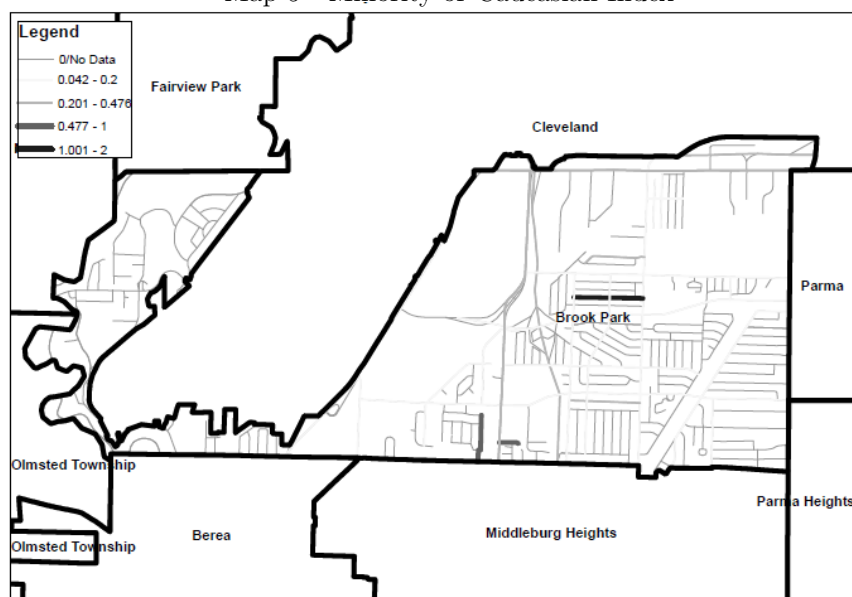 Legend
0/No Data
0.042 - 0.2
0.201 - 0.476
0.477 - 1
1.001 - 2
Fairview Park
Cleveland
Parma
Brook Park
Olmsted Township
Parma Heights
Berea
Middleburg Heights
Olmsted Township